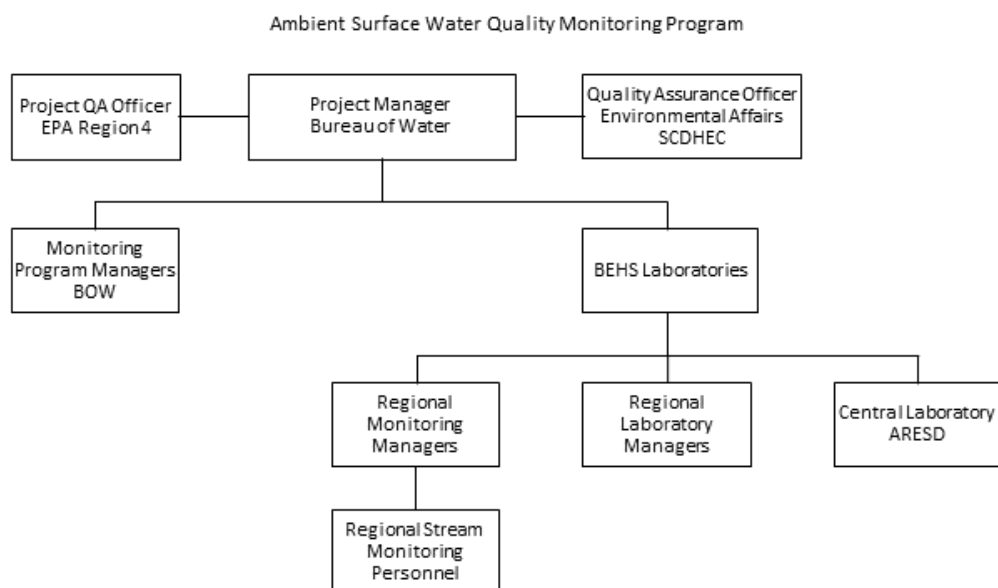 Ambient Surface Water Quality Monitoring Program
Project QA Officer
EPA Region 4
Project Manager
Bureau of Water
Quality Assurance Officer
Environmental Affairs
SCDHEC
Monitoring
Program Managers
BOW
BEHS Laboratories
Regional
Monitoring
Managers
Regional
Laboratory
Managers
Central Laboratory
ARESD
Regional Stream
Monitoring
Personnel